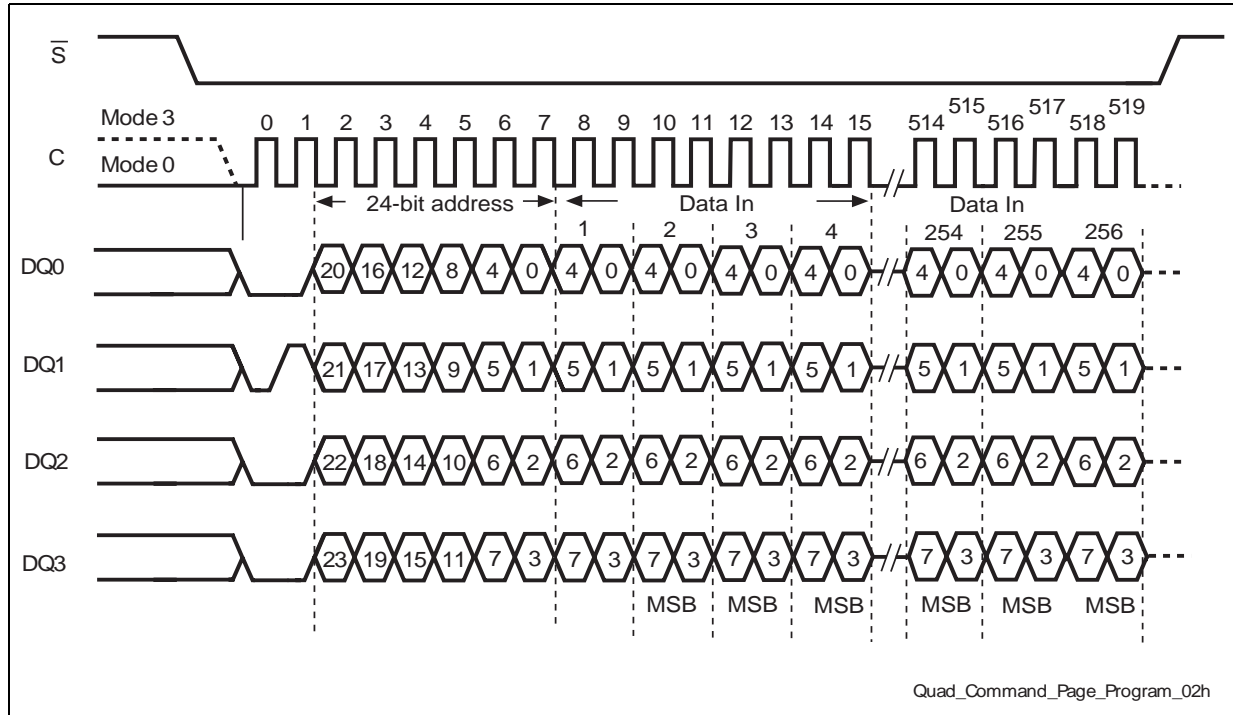 S
Mode 3
0 1 2 3 4 5 6 7 8 9 10 11 12 13 14 15 514 515 516 517 518 519
C
Mode 0
24-bit address Data In Data In
1 2 3 4 254 255 256
DQ0 20 16 12 8 4 0 4 0 4 0 4 0 4 0 4 0 4 0 4 0
DQ1 21 17 13 9 5 1 5 1 5 1 5 1 5 1 5 1 5 1 5 1
DQ2 22 18 14 10 6 2 6 2 6 2 6 2 6 2 6 2 6 2 6 2
DQ3 23 19 15 11 7 3 7 3 7 3 7 3 7 3 7 3 7 3 7 3
MSB MSB MSB MSB MSB MSB
Quad_Command_Page_Program_02h